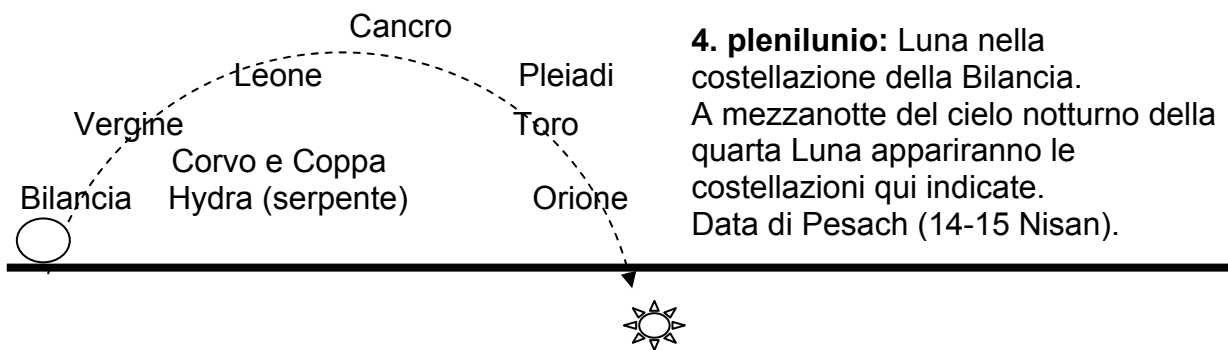 Cancro
Leone
Pleiadi
Vergine
Toro
Corvo e Coppa
Bilancia
Hydra (serpente)
Orione
4. plenilunio: Luna nella
costellazione della Bilancia.
A mezzanotte del cielo notturno della
quarta Luna appariranno le
costellazioni qui indicate.
Data di Pesach (14-15 Nisan).